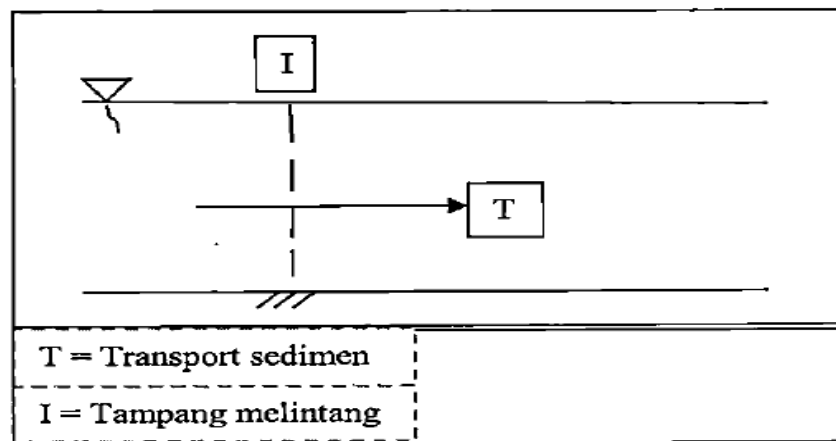 I
T
T = Transport sedimen
I = Tampang melintang